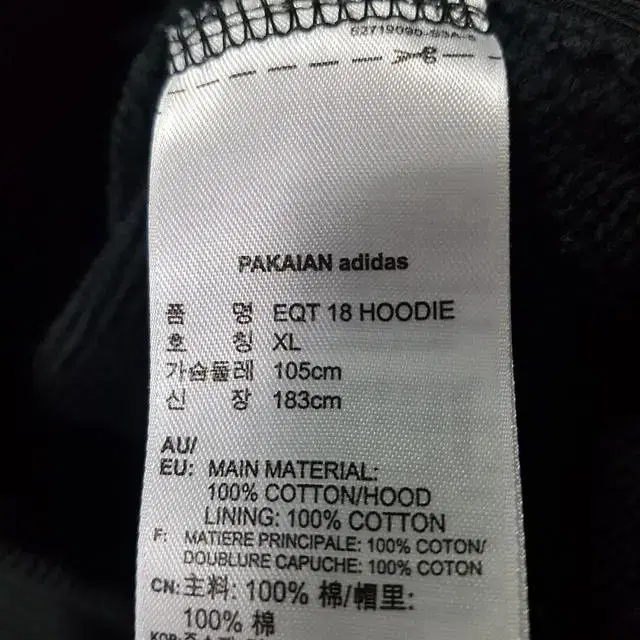 PAKAIAN adidas
품 명 EQT 18 HOODIE
호 칭 XL
가슴둘레 105cm
신 장 183cm
AU/
EU: MAIN MATERIAL:
100% COTTON/HOOD
LINING: 100% COTTON
F: MATIERE PRINCIPALE: 100% COTON/
DOUBLURE CAPUCHE: 100% COTON
CN: 主料: 100% 棉/帽里:
100% 棉